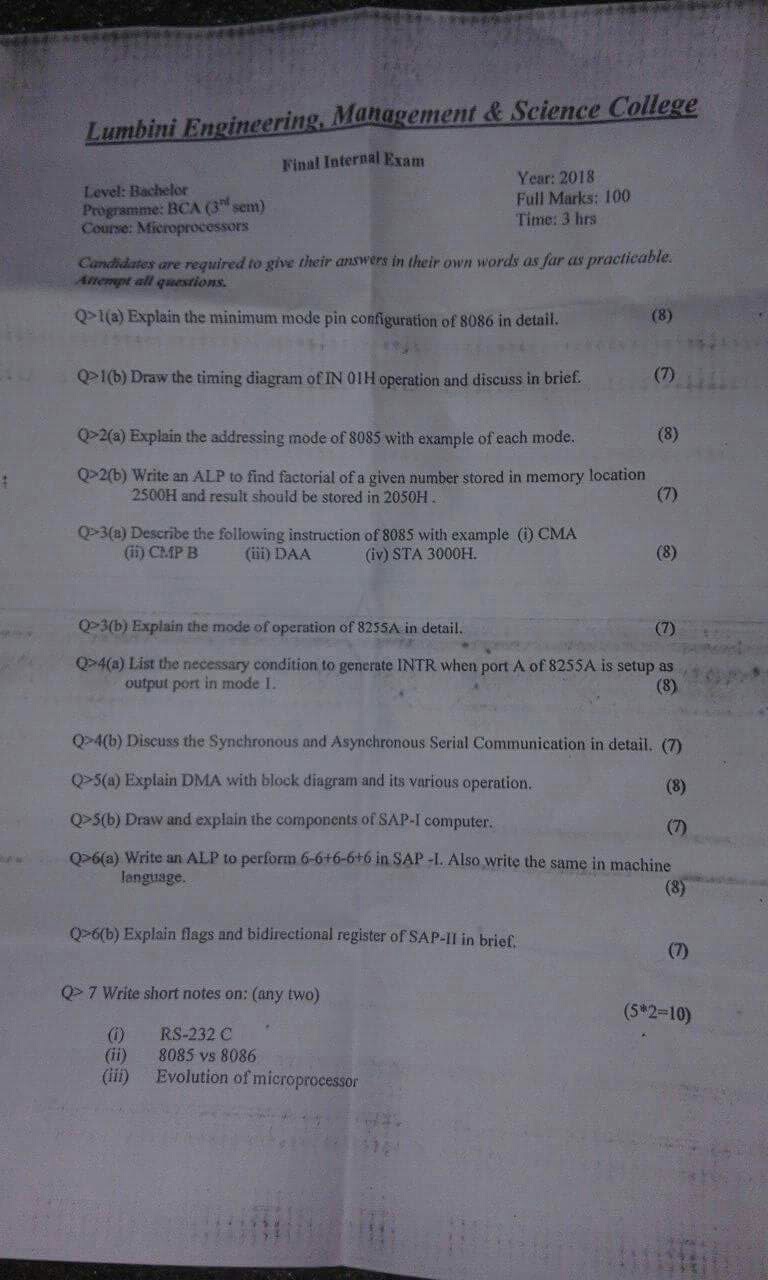 Lumbini Engineering, Management & Science College
Final Internal Exam
Level: Bachelor
Year: 2018
Programme: BCA (3rd sem)
Full Marks: 100
Course: Microprocessors
Time: 3 hrs
Candidates are required to give their answers in their own words as far as practicable.
Attempt all questions.
Q>1(a) Explain the minimum mode pin configuration of 8086 in detail. (8)
Q>1(b) Draw the timing diagram of IN 01H operation and discuss in brief. (7)
Q>2(a) Explain the addressing mode of 8085 with example of each mode. (8)
Q>2(b) Write an ALP to find factorial of a given number stored in memory location
2500H and result should be stored in 2050H . (7)
Q>3(a) Describe the following instruction of 8085 with example (i) CMA
(ii) CMP B (iii) DAA (iv) STA 3000H. (8)
Q>3(b) Explain the mode of operation of 8255A in detail. (7)
Q>4(a) List the necessary condition to generate INTR when port A of 8255A is setup as
output port in mode 1. (8)
Q>4(b) Discuss the Synchronous and Asynchronous Serial Communication in detail. (7)
Q>5(a) Explain DMA with block diagram and its various operation. (8)
Q>5(b) Draw and explain the components of SAP-I computer. (7)
Q>6(a) Write an ALP to perform 6-6+6-6+6 in SAP -I. Also write the same in machine
language. (8)
Q>6(b) Explain flags and bidirectional register of SAP-II in brief. (7)
Q> 7 Write short notes on: (any two) (5*2=10)
(i) RS-232 C
(ii) 8085 vs 8086
(iii) Evolution of microprocessor